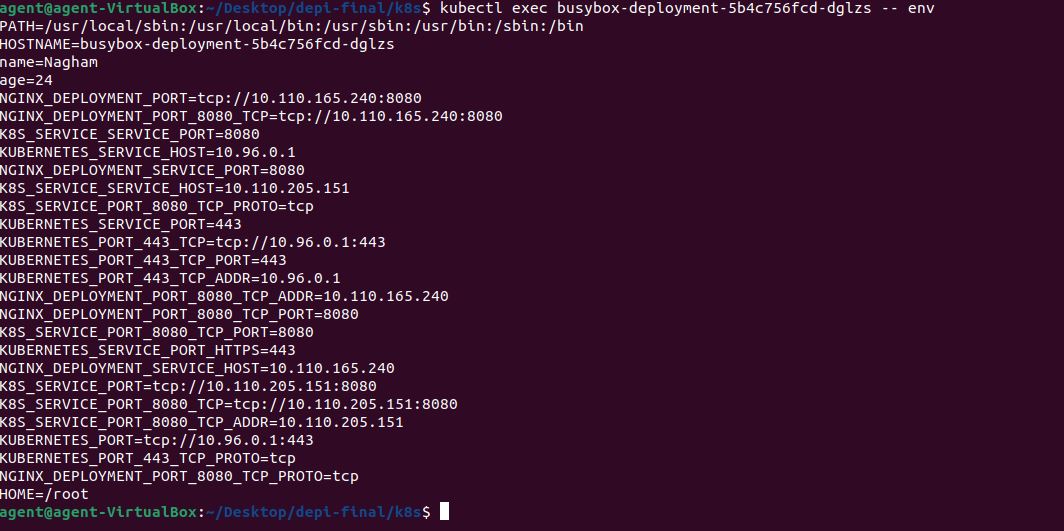 agent@agent-VirtualBox:~/Desktop/depi-final/k8s$ kubectl exec busybox-deployment-5b4c756fcd-dglzs -- env
PATH=/usr/local/sbin:/usr/local/bin:/usr/sbin:/usr/bin:/sbin:/bin
HOSTNAME=busybox-deployment-5b4c756fcd-dglzs
name=Nagham
age=24
NGINX_DEPLOYMENT_PORT=tcp://10.110.165.240:8080
NGINX_DEPLOYMENT_PORT_8080_TCP=tcp://10.110.165.240:8080
K8S_SERVICE_SERVICE_PORT=8080
KUBERNETES_SERVICE_HOST=10.96.0.1
NGINX_DEPLOYMENT_SERVICE_PORT=8080
K8S_SERVICE_SERVICE_HOST=10.110.205.151
K8S_SERVICE_PORT_8080_TCP_PROTO=tcp
KUBERNETES_SERVICE_PORT=443
KUBERNETES_PORT_443_TCP=tcp://10.96.0.1:443
KUBERNETES_PORT_443_TCP_PORT=443
KUBERNETES_PORT_443_TCP_ADDR=10.96.0.1
NGINX_DEPLOYMENT_PORT_8080_TCP_ADDR=10.110.165.240
NGINX_DEPLOYMENT_PORT_8080_TCP_PORT=8080
K8S_SERVICE_PORT_8080_TCP_PORT=8080
KUBERNETES_SERVICE_PORT_HTTPS=443
NGINX_DEPLOYMENT_SERVICE_HOST=10.110.165.240
K8S_SERVICE_PORT=tcp://10.110.205.151:8080
K8S_SERVICE_PORT_8080_TCP=tcp://10.110.205.151:8080
K8S_SERVICE_PORT_8080_TCP_ADDR=10.110.205.151
KUBERNETES_PORT=tcp://10.96.0.1:443
KUBERNETES_PORT_443_TCP_PROTO=tcp
NGINX_DEPLOYMENT_PORT_8080_TCP_PROTO=tcp
HOME=/root
agent@agent-VirtualBox:~/Desktop/depi-final/k8s$